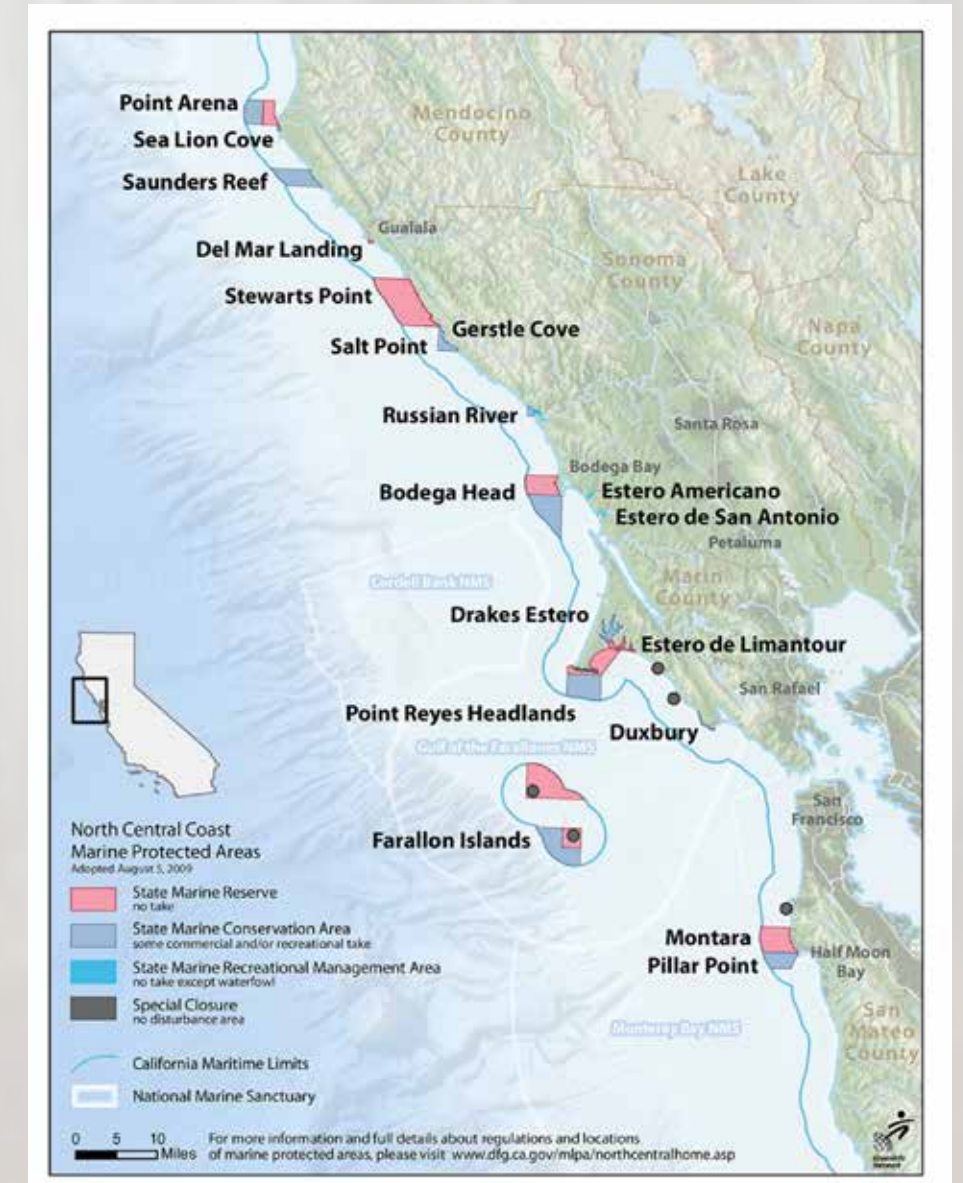 Point Arena
Sea Lion Cove
Mendocino
County
Saunders Reef
Lake
County
Gualala
Del Mar Landing
Sonoma
County
Stewarts Point
Gerstle Cove
Salt Point
Napa
County
Russian River
Santa Rosa
Bodega Bay
Bodega Head
Estero Americano
Estero de San Antonio
Petaluma
Cordell Bank NMS
Marin
County
Drakes Estero
Estero de Limantour
San Rafael
Point Reyes Headlands
Duxbury
Gulf of the Farallones NMS
San
Francisco
Farallon Islands
North Central Coast
Marine Protected Areas
Adopted August 5, 2009
State Marine Reserve
no take
State Marine Conservation Area
some commercial and/or recreational take
State Marine Recreational Management Area
no take except waterfowl
Special Closure
no disturbance area
California Maritime Limits
National Marine Sanctuary
Montara
Pillar Point
Half Moon
Bay
San
Mateo
County
Monterey Bay NMS
0 5 10
Miles
For more information and full details about regulations and locations
of marine protected areas, please visit www.dfg.ca.gov/mlpa/northcentralhome.asp